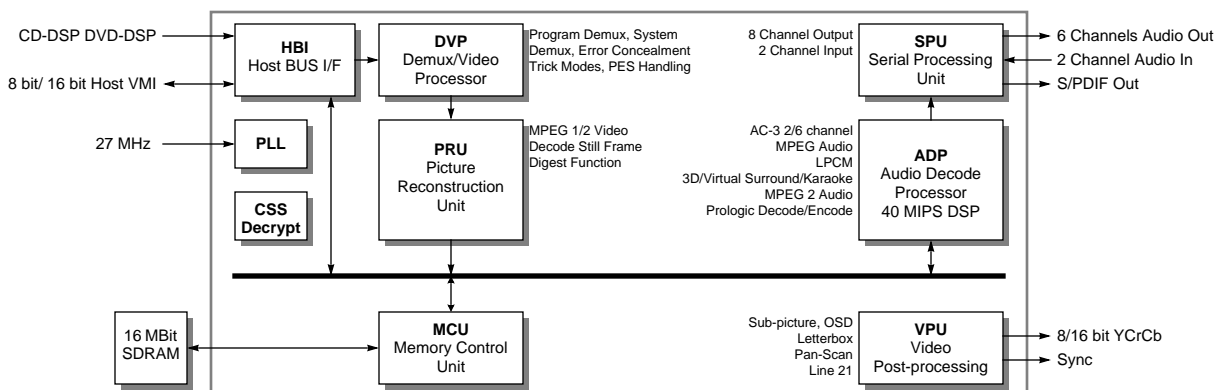 CD-DSP DVD-DSP
8 bit/ 16 bit Host VMI
HBI
Host BUS I/F
DVP
Demux/Video
Processor
Program Demux, System
Demux, Error Concealment
Trick Modes, PES Handling
8 Channel Output
2 Channel Input
SPU
Serial Processing
Unit
6 Channels Audio Out
2 Channel Audio In
S/PDIF Out
27 MHz
PLL
PRU
Picture
Reconstruction
Unit
MPEG 1/2 Video
Decode Still Frame
Digest Function
AC-3 2/6 channel
MPEG Audio
LPCM
3D/Virtual Surround/Karaoke
MPEG 2 Audio
Prologic Decode/Encode
ADP
Audio Decode
Processor
40 MIPS DSP
CSS
Decrypt
16 MBit
SDRAM
MCU
Memory Control
Unit
Sub-picture, OSD
Letterbox
Pan-Scan
Line 21
VPU
Video
Post-processing
8/16 bit YCrCb
Sync